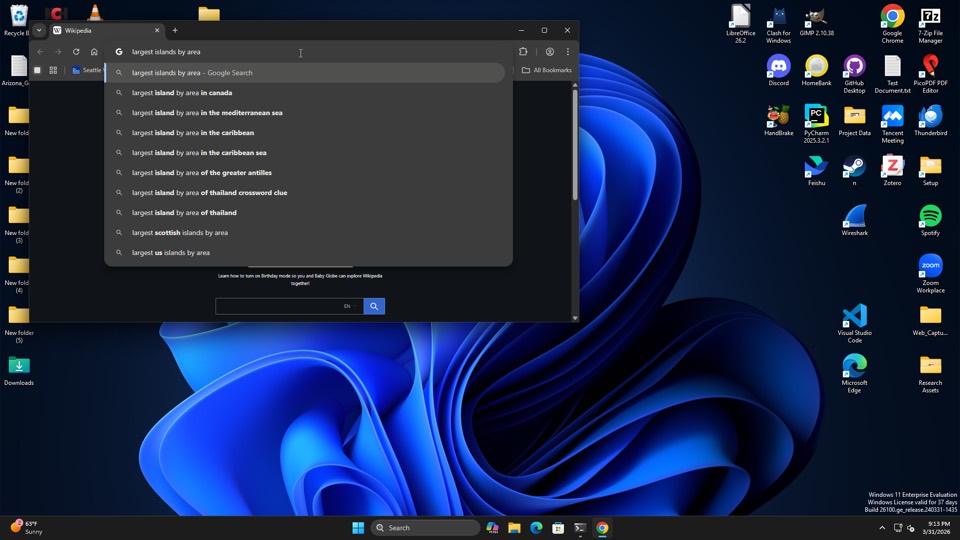 Wikipedia
largest islands by area
Seattle
All Bookmarks
largest islands by area - Google Search
largest island by area in canada
largest island by area in the mediterranean sea
largest island by area in the caribbean
largest island by area in the caribbean sea
largest island by area of the greater antilles
largest island by area of thailand crossword clue
largest island by area of thailand
largest scottish islands by area
largest us islands by area
Learn how to turn on Birthday mode so you and Baby Globe can explore Wikipedia
together!
EN
Recycle B
Arizona_G
New fold
New folder
(2)
New folder
(3)
New folder
(4)
New folder
(5)
Downloads
LibreOffice
26.2
Clash for
Windows
GIMP 2.10.38
Google
Chrome
7-Zip File
Manager
Discord
HomeBank
GitHub
Desktop
Test
Document.txt
PicoPDF PDF
Editor
HandBrake
PyCharm
2025.3.2.1
Project Data
Tencent
Meeting
Thunderbird
Feishu
n
Zotero
Setup
Wireshark
Spotify
Zoom
Workplace
Visual Studio
Code
Web_Captu...
Microsoft
Edge
Research
Assets
Windows 11 Enterprise Evaluation
Windows License valid for 37 days
Build 26100.ge_release.240331-1435
63°F
Sunny
Search
9:13 PM
3/31/2026